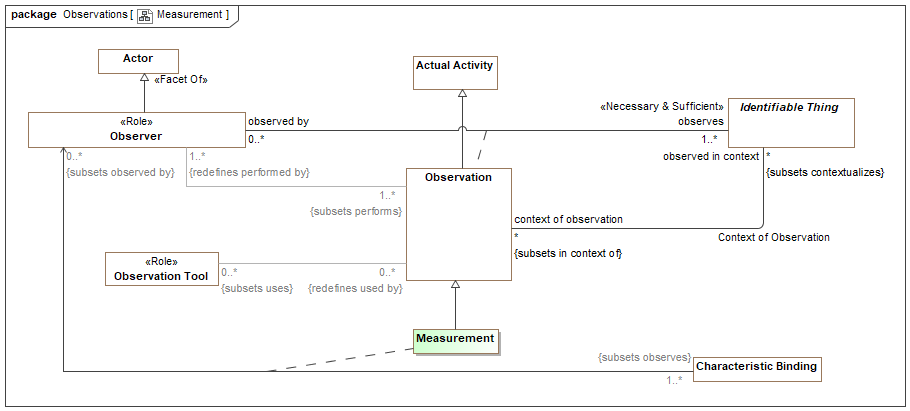 package Observations [ Measurement ]
Actor
Actual Activity
«Facet Of»
«Necessary & Sufficient»
Identifiable Thing
«Role»
Observer
observed by
observes
0..*
1..*
0..*
1..*
observed in context
*
{subsets observed by}
{redefines performed by}
{subsets contextualizes}
Observation
1..*
{subsets performs}
context of observation
*
Context of Observation
{subsets in context of}
«Role»
Observation Tool
0..*
0..*
{subsets uses}
{redefines used by}
Measurement
{subsets observes}
Characteristic Binding
1..*